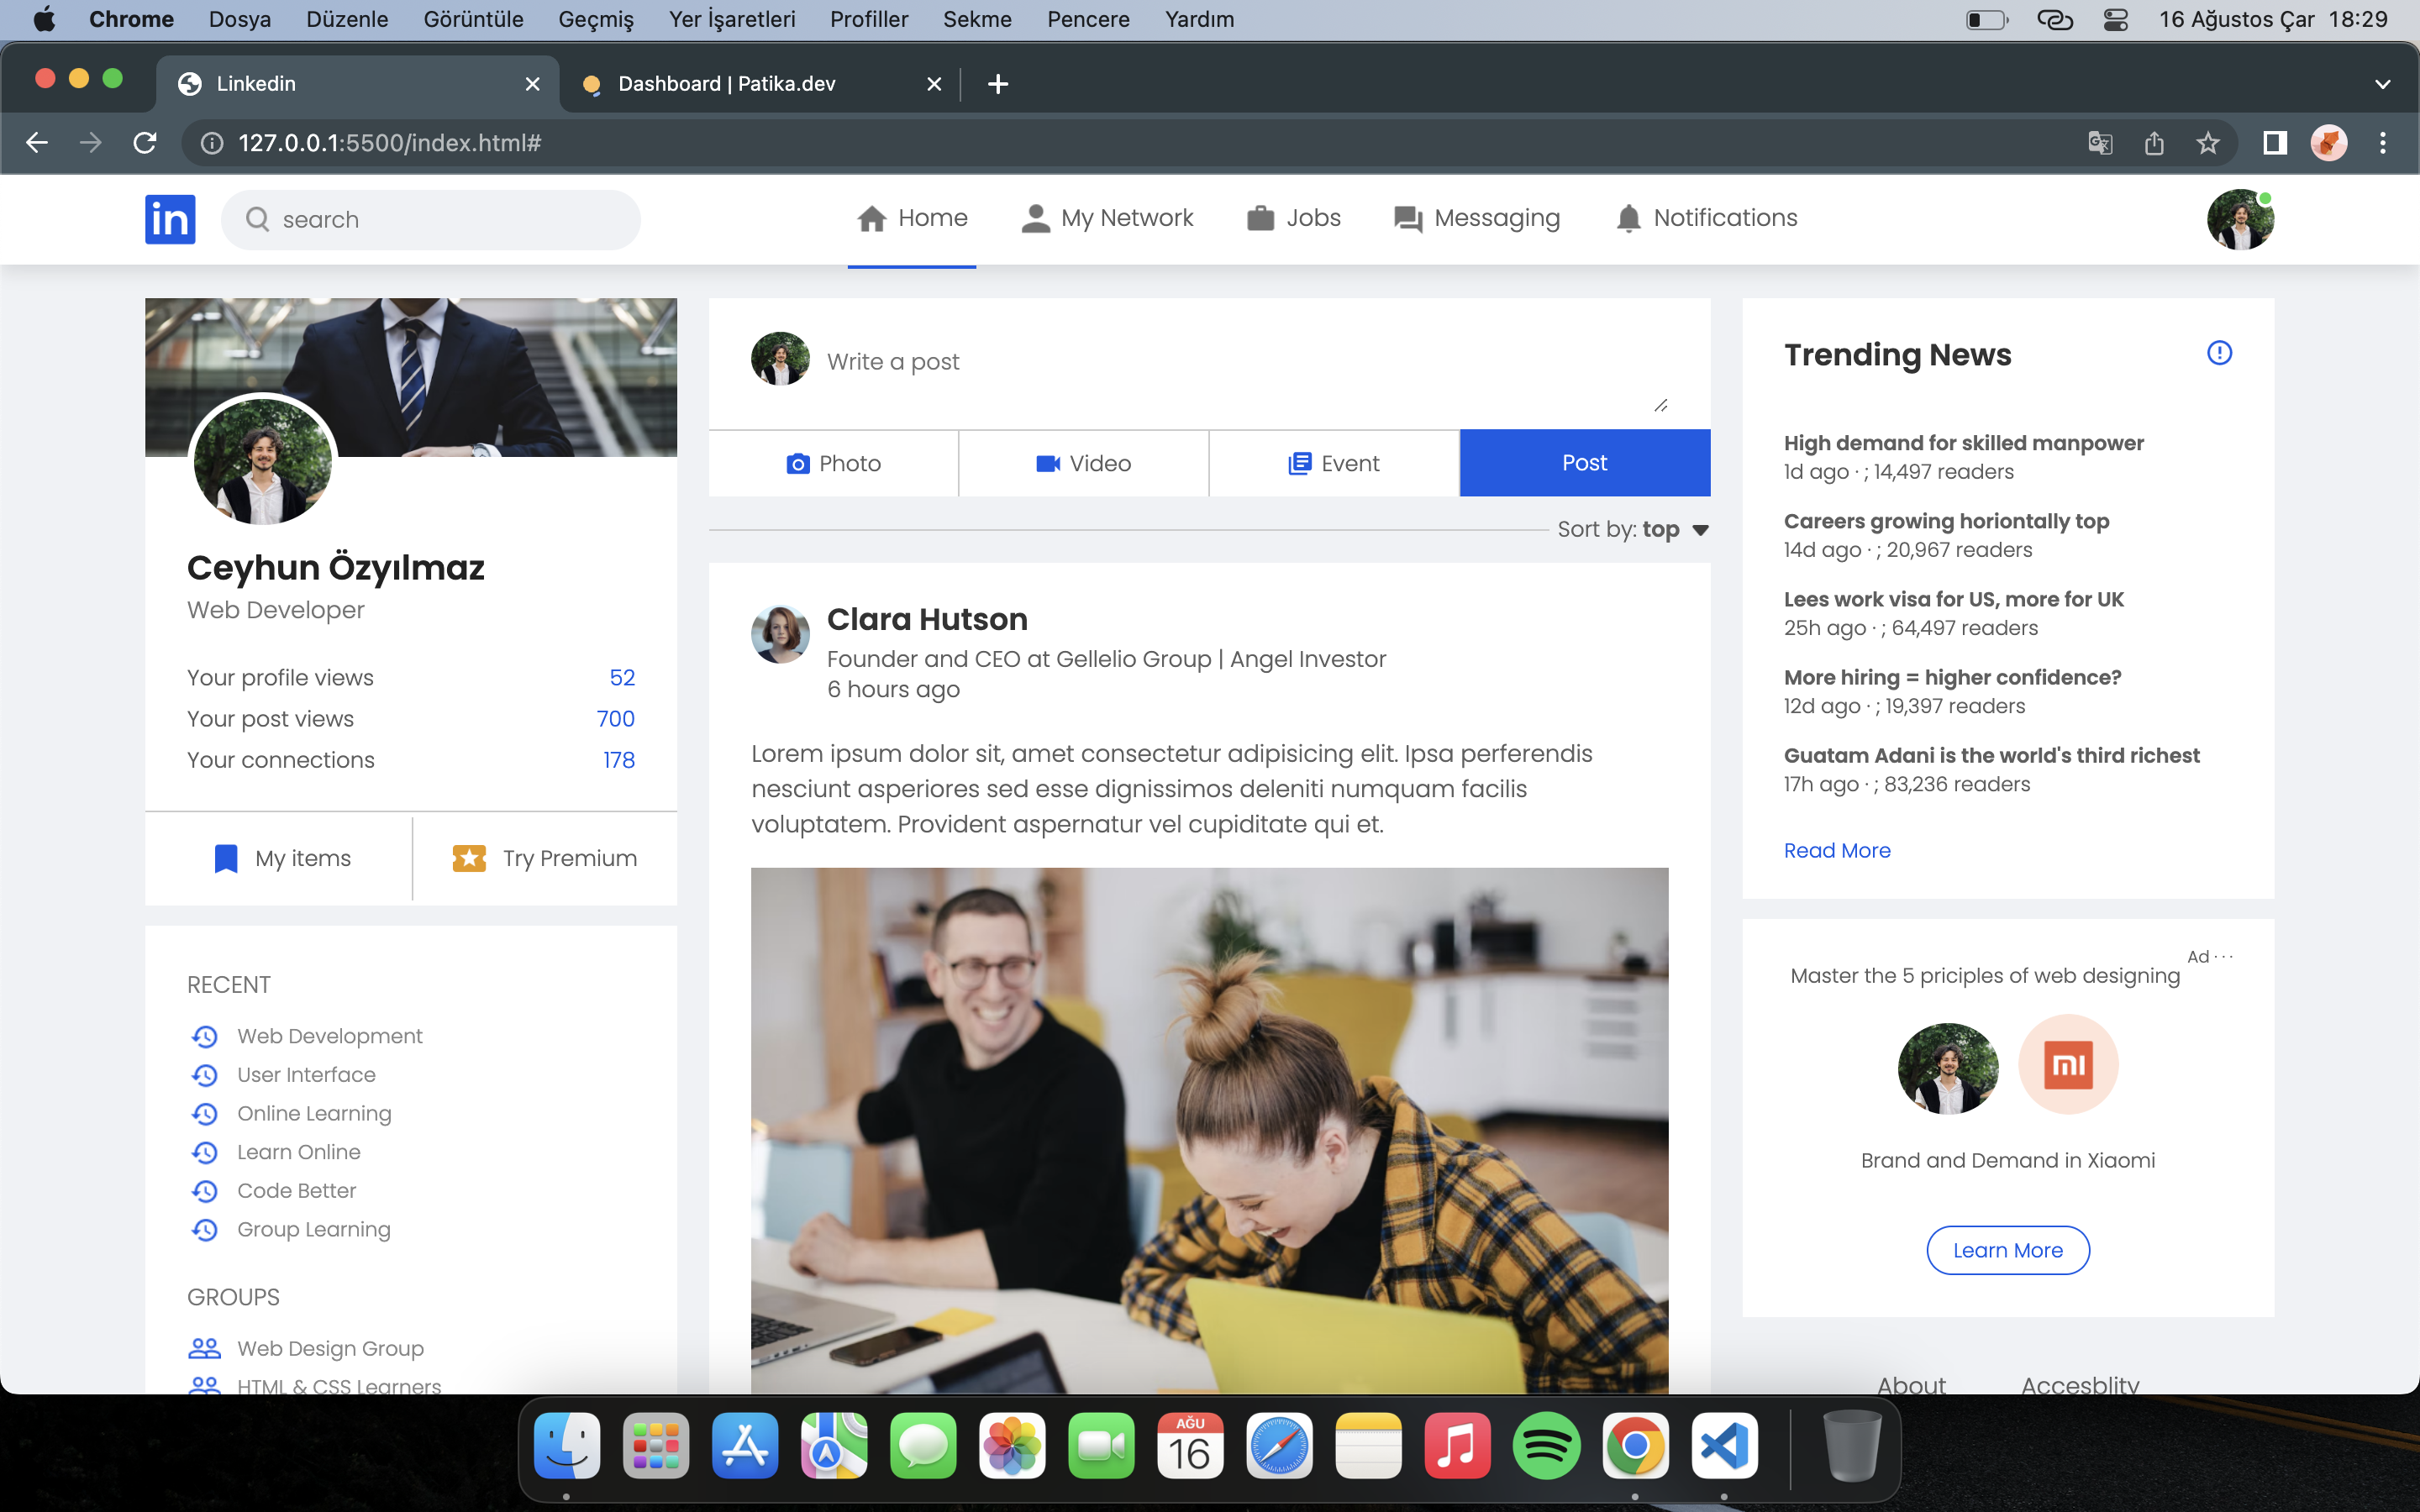 Chrome Dosya Düzenle Görüntüle Geçmiş Yer İşaretleri Profiller Sekme Pencere Yardım 16 Ağustos Çar 18:29
Linkedin
Dashboard | Patika.dev
127.0.0.1:5500/index.html#
in
search
Home
My Network
Jobs
Messaging
Notifications
Ceyhun Özyılmaz
Web Developer
Your profile views 52
Your post views 700
Your connections 178
My items
Try Premium
RECENT
Web Development
User Interface
Online Learning
Learn Online
Code Better
Group Learning
GROUPS
Web Design Group
HTML & CSS Learners
Write a post
Photo
Video
Event
Post
Sort by: top
Clara Hutson
Founder and CEO at Gellelio Group | Angel Investor
6 hours ago
Lorem ipsum dolor sit, amet consectetur adipisicing elit. Ipsa perferendis
nesciunt asperiores sed esse dignissimos deleniti numquam facilis
voluptatem. Provident aspernatur vel cupiditate qui et.
Trending News
High demand for skilled manpower
1d ago · ; 14,497 readers
Careers growing horiontally top
14d ago · ; 20,967 readers
Lees work visa for US, more for UK
25h ago · ; 64,497 readers
More hiring = higher confidence?
12d ago · ; 19,397 readers
Guatam Adani is the world's third richest
17h ago · ; 83,236 readers
Read More
Ad · · ·
Master the 5 priciples of web designing
mi
Brand and Demand in Xiaomi
Learn More
About
Accesblity
AĞU
16